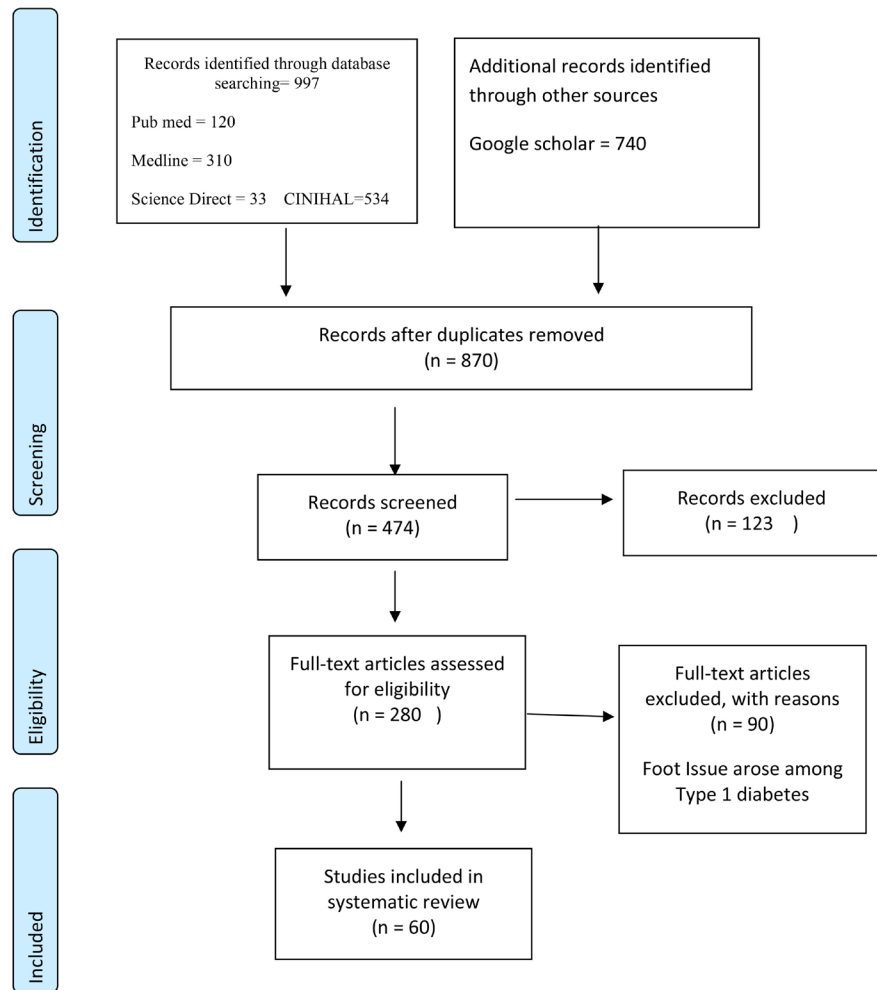 Identification
Records identified through database
searching= 997
Pub med = 120
Medline = 310
Science Direct = 33 CINIHAL=534
Additional records identified
through other sources
Google scholar = 740
Records after duplicates removed
(n = 870)
Screening
Records screened
(n = 474)
Records excluded
(n = 123 )
Eligibility
Full-text articles assessed
for eligibility
(n = 280 )
Full-text articles
excluded, with reasons
(n = 90)
Foot Issue arose among
Type 1 diabetes
Included
Studies included in
systematic review
(n = 60)